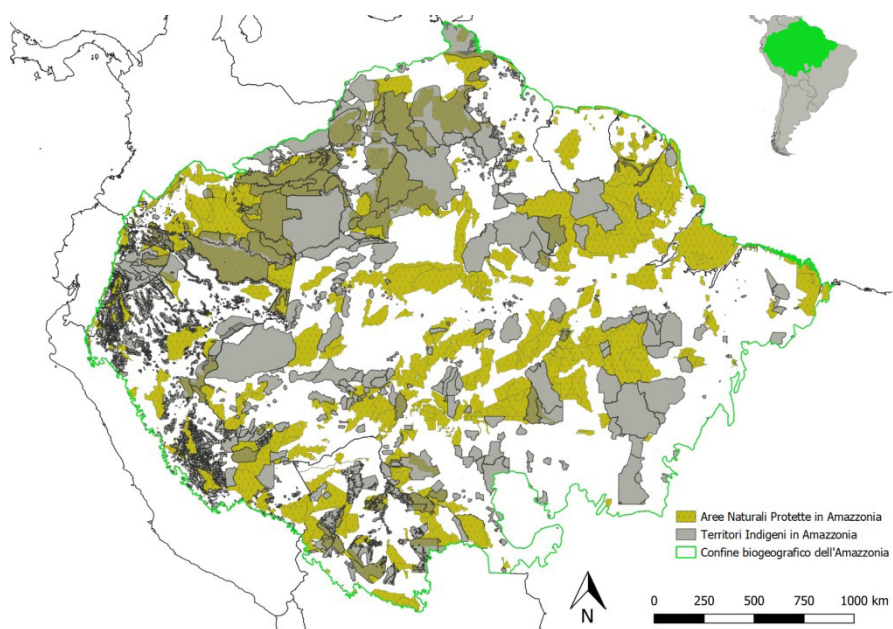 Aree Naturali Protette in Amazzonia
Territori Indigeni in Amazzonia
Confine biogeografico dell'Amazzonia
N
0 250 500 750 1000 km